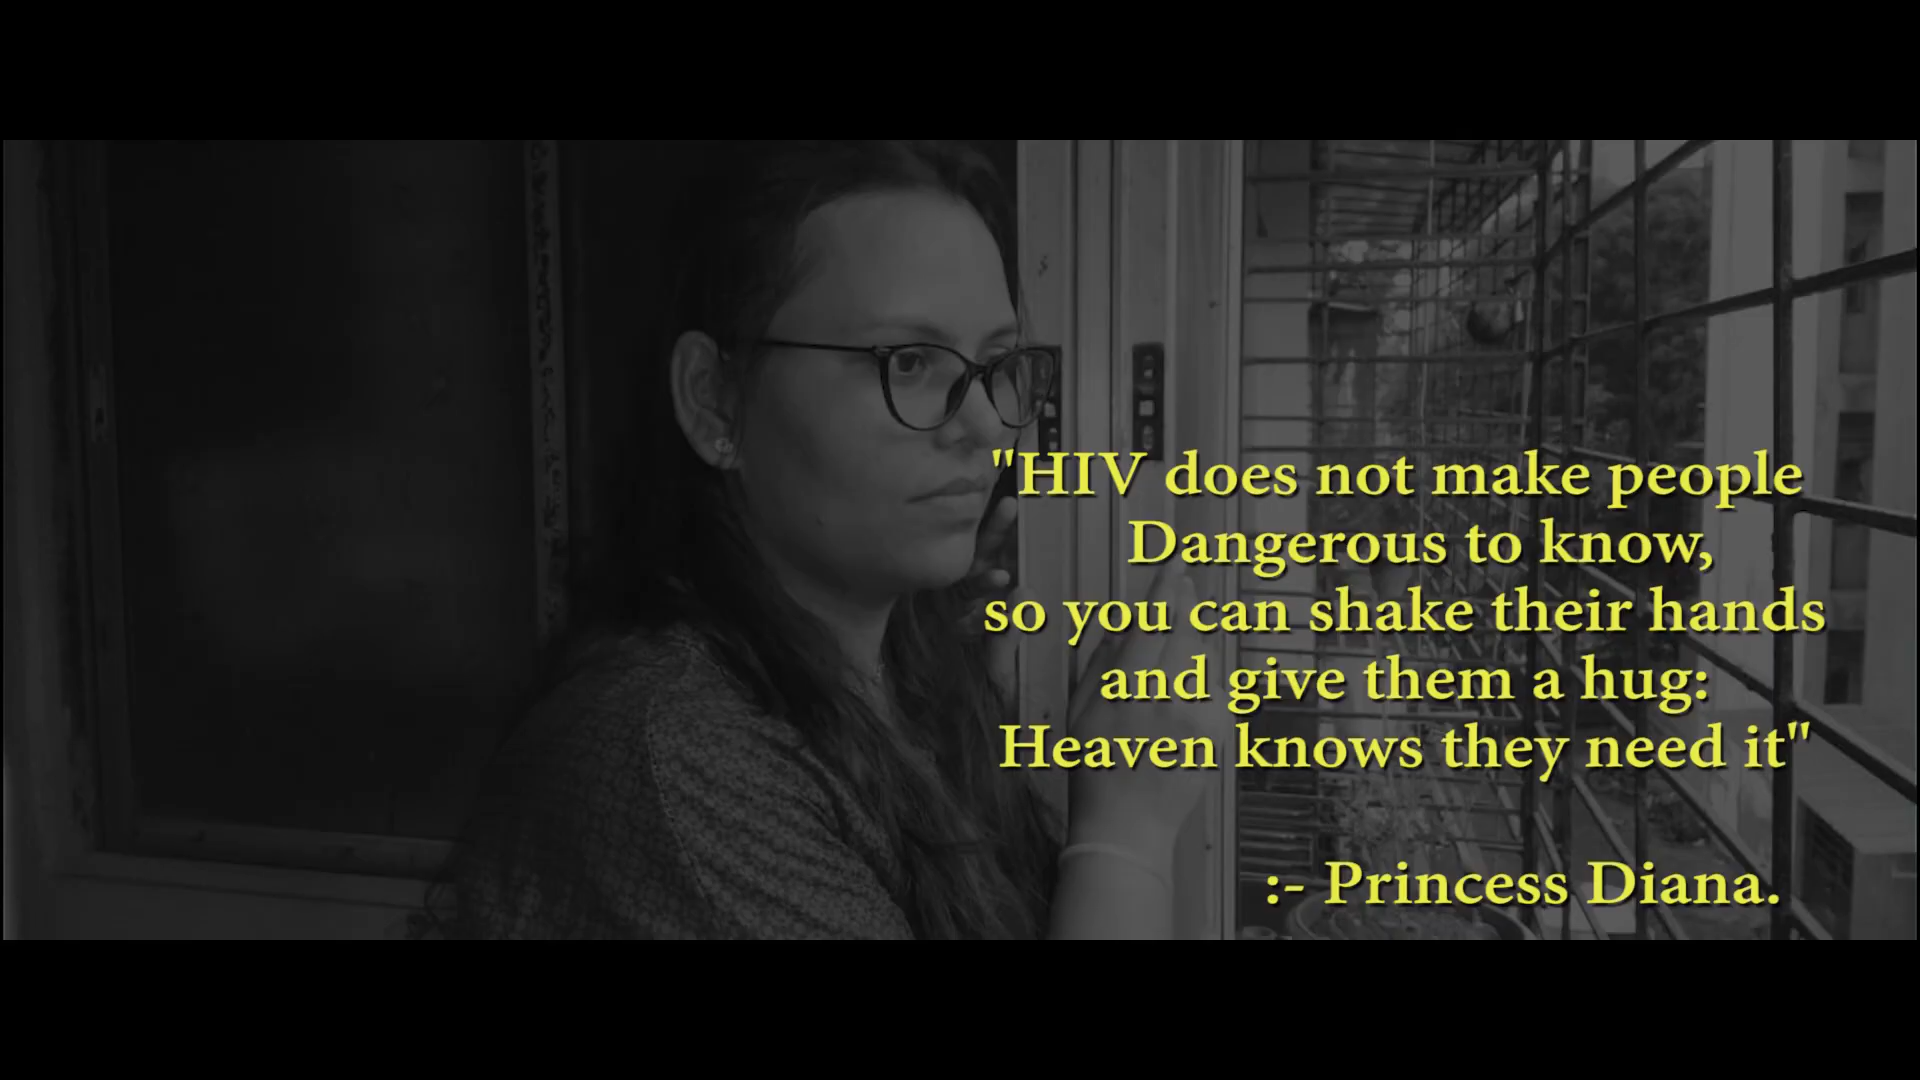 "HIV does not make people
Dangerous to know,
so you can shake their hands
and give them a hug:
Heaven knows they need it"
:- Princess Diana.